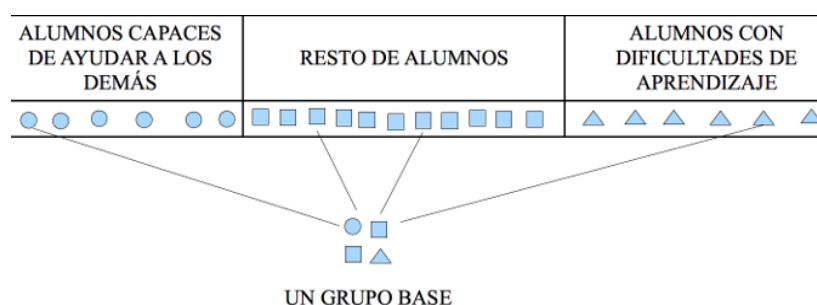 ALUMNOS CAPACES
DE AYUDAR A LOS
DEMÁS
RESTO DE ALUMNOS
ALUMNOS CON
DIFICULTADES DE
APRENDIZAJE
UN GRUPO BASE